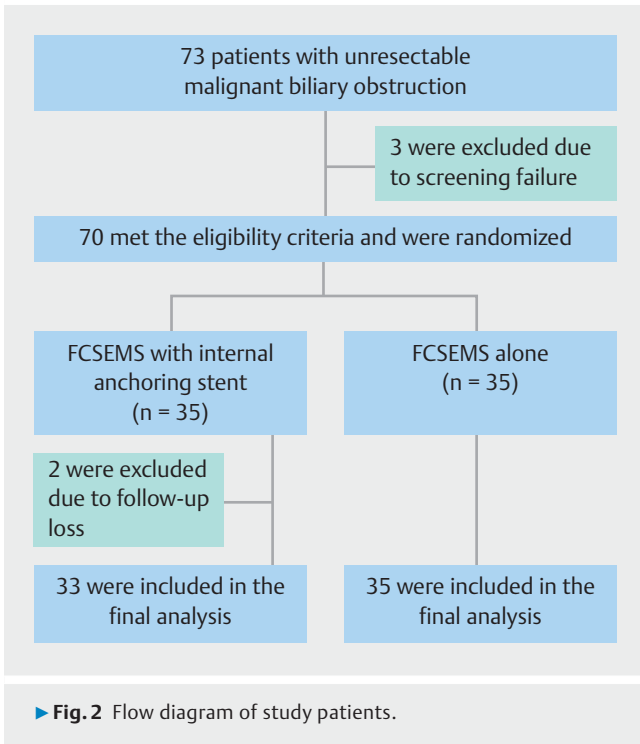 73 patients with unresectable
malignant biliary obstruction
3 were excluded due
to screening failure
70 met the eligibility criteria and were randomized
FCSEMS with internal
anchoring stent
(n = 35)
FCSEMS alone
(n = 35)
2 were excluded
due to follow-up
loss
33 were included in the
final analysis
35 were included in the
final analysis
▶ Fig. 2 Flow diagram of study patients.